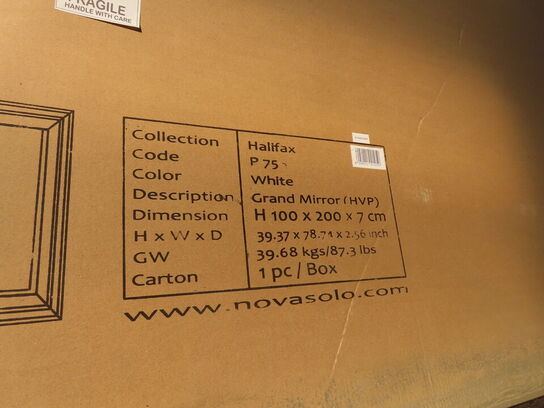 FRAGILE
HANDLE WITH CARE
Collection Halifax
Code P 75
Color White
Description Grand Mirror (HVP)
Dimension H 100 x 200 x 7 cm
H x W x D 39.37 x 78.74 x 2.56 inch
GW 39.68 kgs/87.3 lbs
Carton 1 pc / Box
www.novasolo.com